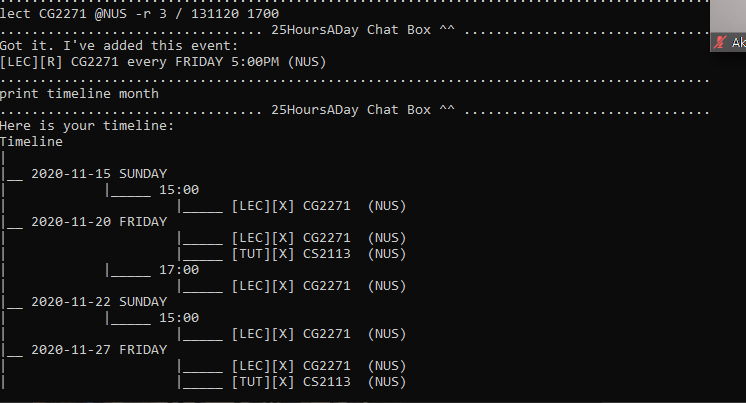 lect CG2271 @NUS -r 3 / 131120 1700
................................. 25HoursADay Chat Box ^^ ...............................
Got it. I've added this event:
[LEC][R] CG2271 every FRIDAY 5:00PM (NUS)
.........................................................................................
print timeline month
................................. 25HoursADay Chat Box ^^ ...............................
Here is your timeline:
Timeline
|
|__ 2020-11-15 SUNDAY
|            |_____ 15:00
|                     |_____ [LEC][X] CG2271  (NUS)
|__ 2020-11-20 FRIDAY
|                     |_____ [LEC][X] CG2271  (NUS)
|                     |_____ [TUT][X] CS2113  (NUS)
|            |_____ 17:00
|                     |_____ [LEC][X] CG2271  (NUS)
|__ 2020-11-22 SUNDAY
|            |_____ 15:00
|                     |_____ [LEC][X] CG2271  (NUS)
|__ 2020-11-27 FRIDAY
|                     |_____ [LEC][X] CG2271  (NUS)
|                     |_____ [TUT][X] CS2113  (NUS)
Ak